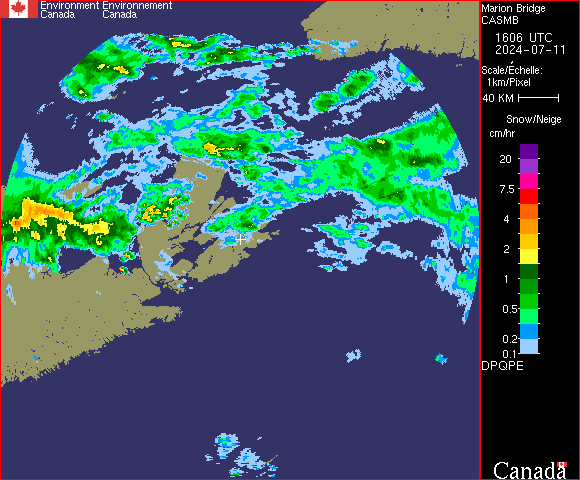 Environment Environnement
Canada Canada
Marion Bridge
CASMB
1606 UTC
2024-07-11
Scale/Échelle:
1km/Pixel
40 KM
Snow/Neige
cm/hr
20
7.5
4
2
1
0.5
0.2
0.1
DPQPE
Canada